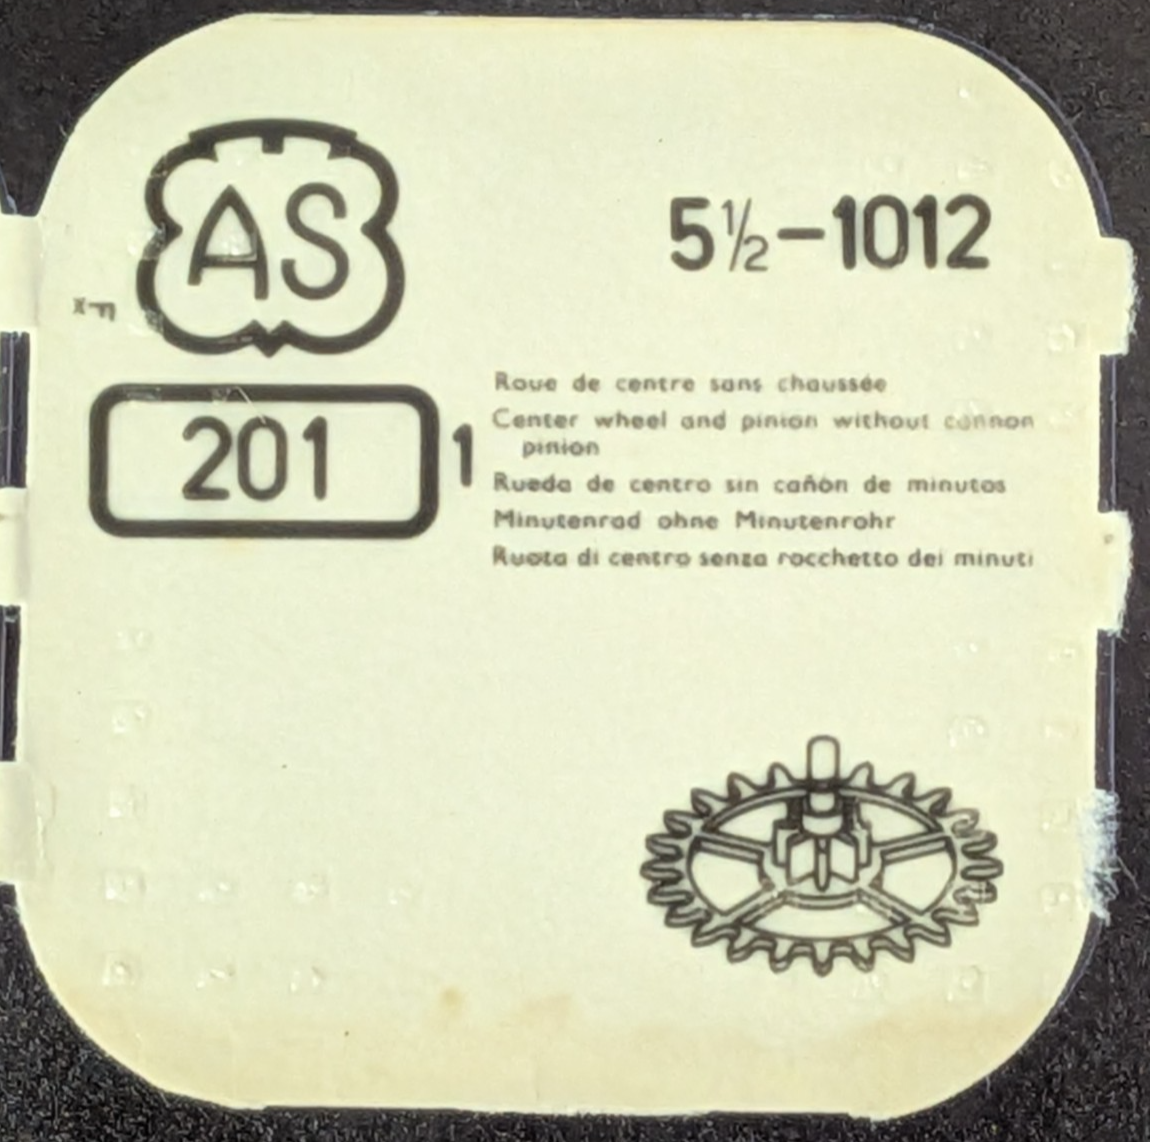 AS
5½-1012
201
1
Roue de centre sans chaussée
Center wheel and pinion without cannon
pinion
Rueda de centro sin cañón de minutos
Minutenrad ohne Minutenrohr
Ruota di centro senza rocchetto dei minuti